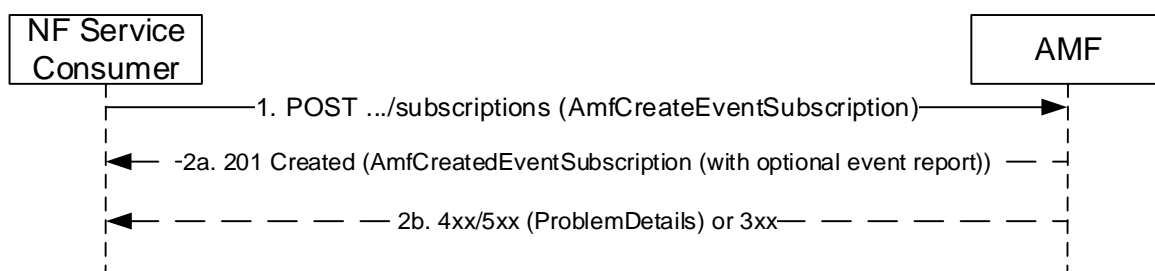 NF Service
Consumer
AMF
1. POST .../subscriptions (AmfCreateEventSubscription)
2a. 201 Created (AmfCreatedEventSubscription (with optional event report))
2b. 4xx/5xx (ProblemDetails) or 3xx